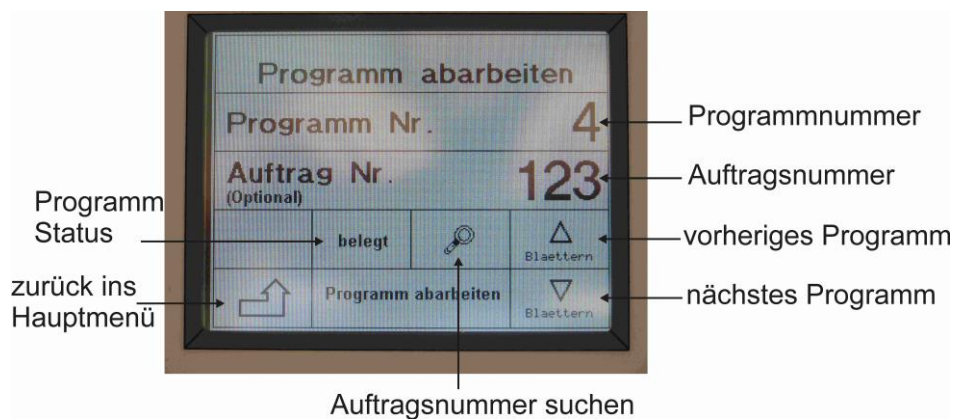 Programm abarbeiten
Programm Nr. 4
Programmnummer
Auftrag Nr. 123
(Optional)
Auftragsnummer
Programm
Status
belegt
Blaettern
vorheriges Programm
zurück ins
Hauptmenü
Programm abarbeiten
Blaettern
nächstes Programm
Auftragsnummer suchen